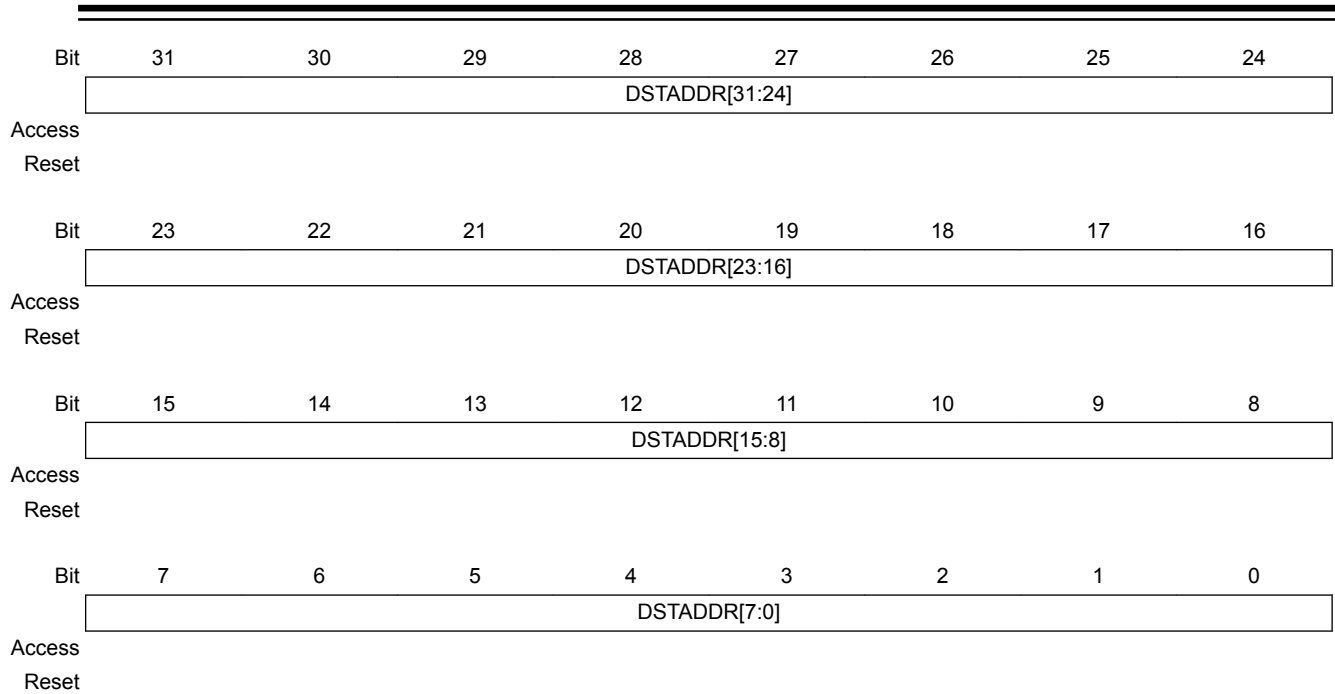 Bit 31 30 29 28 27 26 25 24
DSTADDR[31:24]
Access
Reset
Bit 23 22 21 20 19 18 17 16
DSTADDR[23:16]
Access
Reset
Bit 15 14 13 12 11 10 9 8
DSTADDR[15:8]
Access
Reset
Bit 7 6 5 4 3 2 1 0
DSTADDR[7:0]
Access
Reset